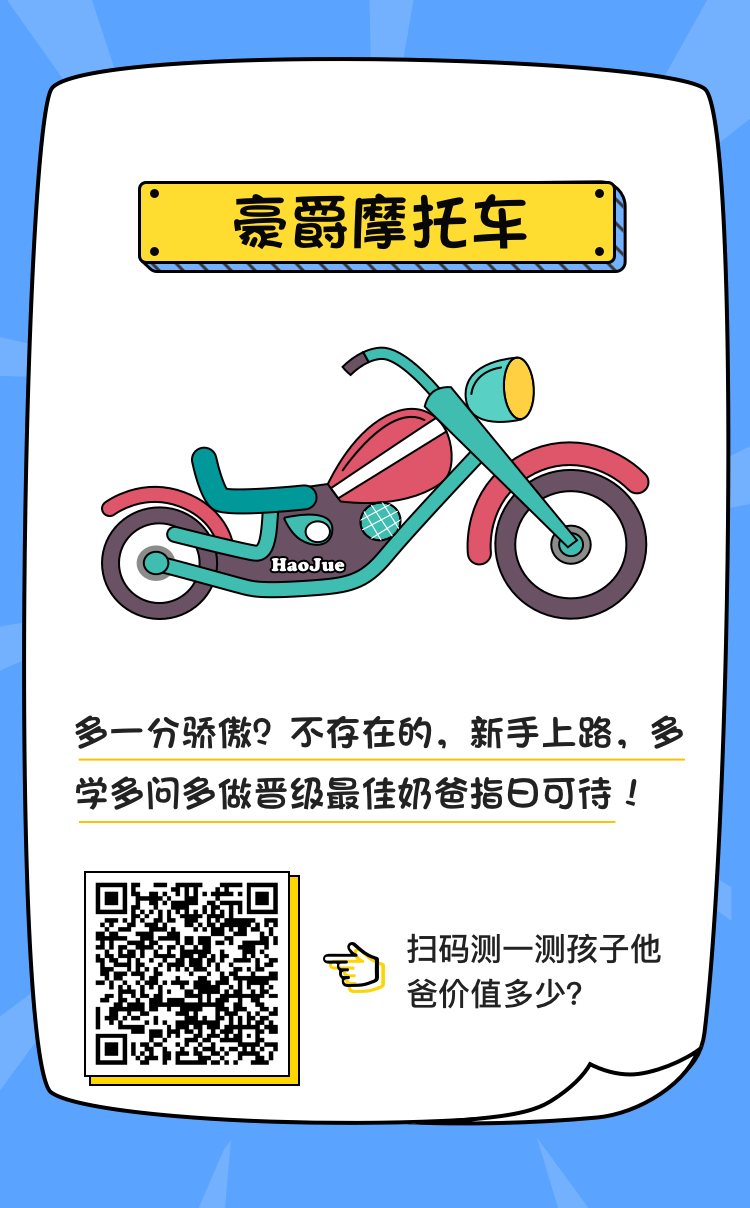 豪爵摩托车
HaoJue
多一分骄傲？不存在的，新手上路，多
学多问多做晋级最佳奶爸指日可待！
扫码测一测孩子他
爸价值多少？